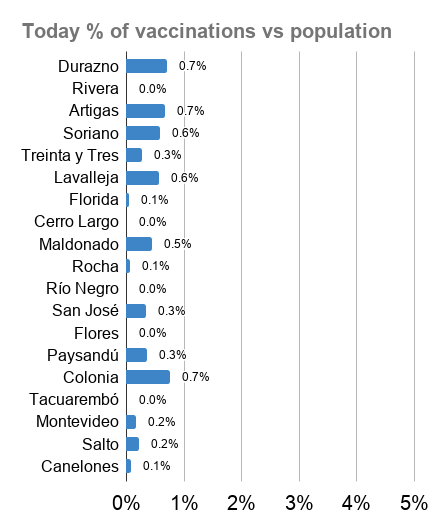 Today % of vaccinations vs population
Durazno 0.7%
Rivera 0.0%
Artigas 0.7%
Soriano 0.6%
Treinta y Tres 0.3%
Lavalleja 0.6%
Florida 0.1%
Cerro Largo 0.0%
Maldonado 0.5%
Rocha 0.1%
Río Negro 0.0%
San José 0.3%
Flores 0.0%
Paysandú 0.3%
Colonia 0.7%
Tacuarembó 0.0%
Montevideo 0.2%
Salto 0.2%
Canelones 0.1%
0% 1% 2% 3% 4% 5%